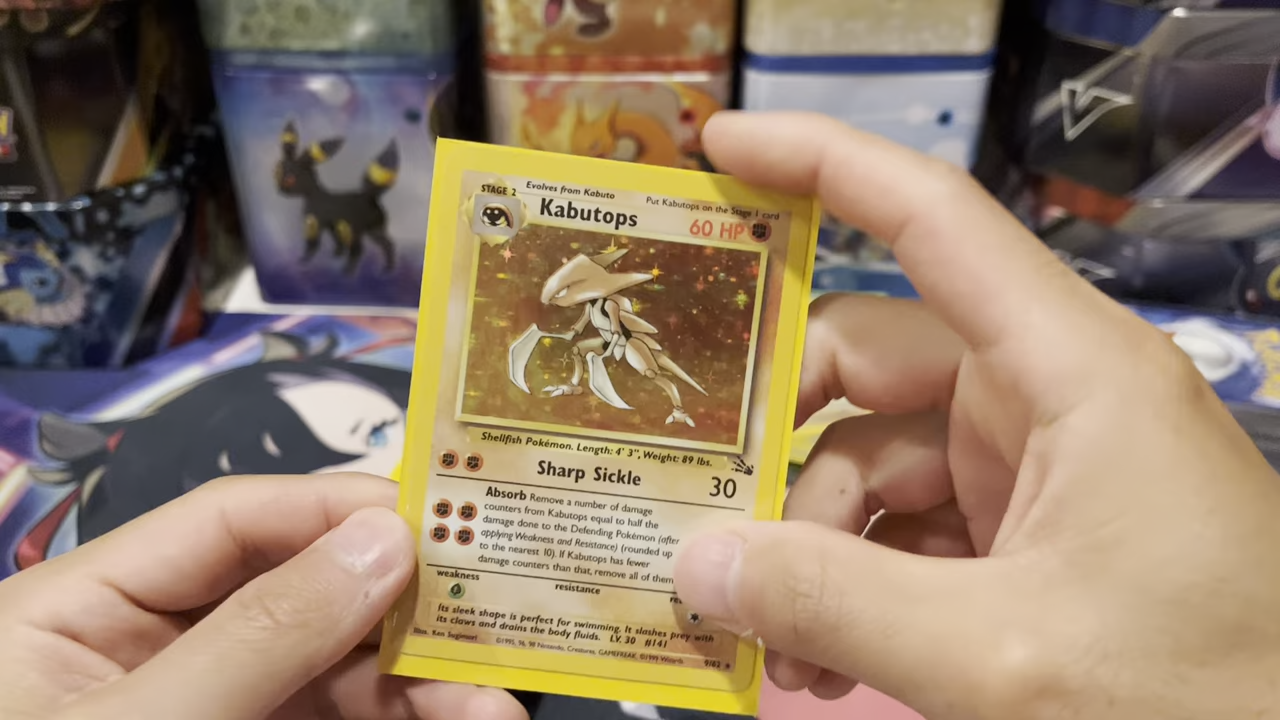 STAGE 2
Evolves from Kabuto
Put Kabutops on the Stage 1 card
Kabutops
60 HP
Shellfish Pokémon. Length: 4' 3", Weight: 89 lbs.
Sharp Sickle
30
Absorb Remove a number of damage
counters from Kabutops equal to half the
damage done to the Defending Pokémon (after
applying Weakness and Resistance) (rounded up
to the nearest 10). If Kabutops has fewer
damage counters than that, remove all of them
weakness
resistance
Its sleek shape is perfect for swimming. It slashes prey with
its claws and drains the body fluids. LV. 30 #141
Illus. Ken Sugimori
©1995, 96, 98 Nintendo, Creatures, GAMEFREAK. ©1999 Wizards
9/62